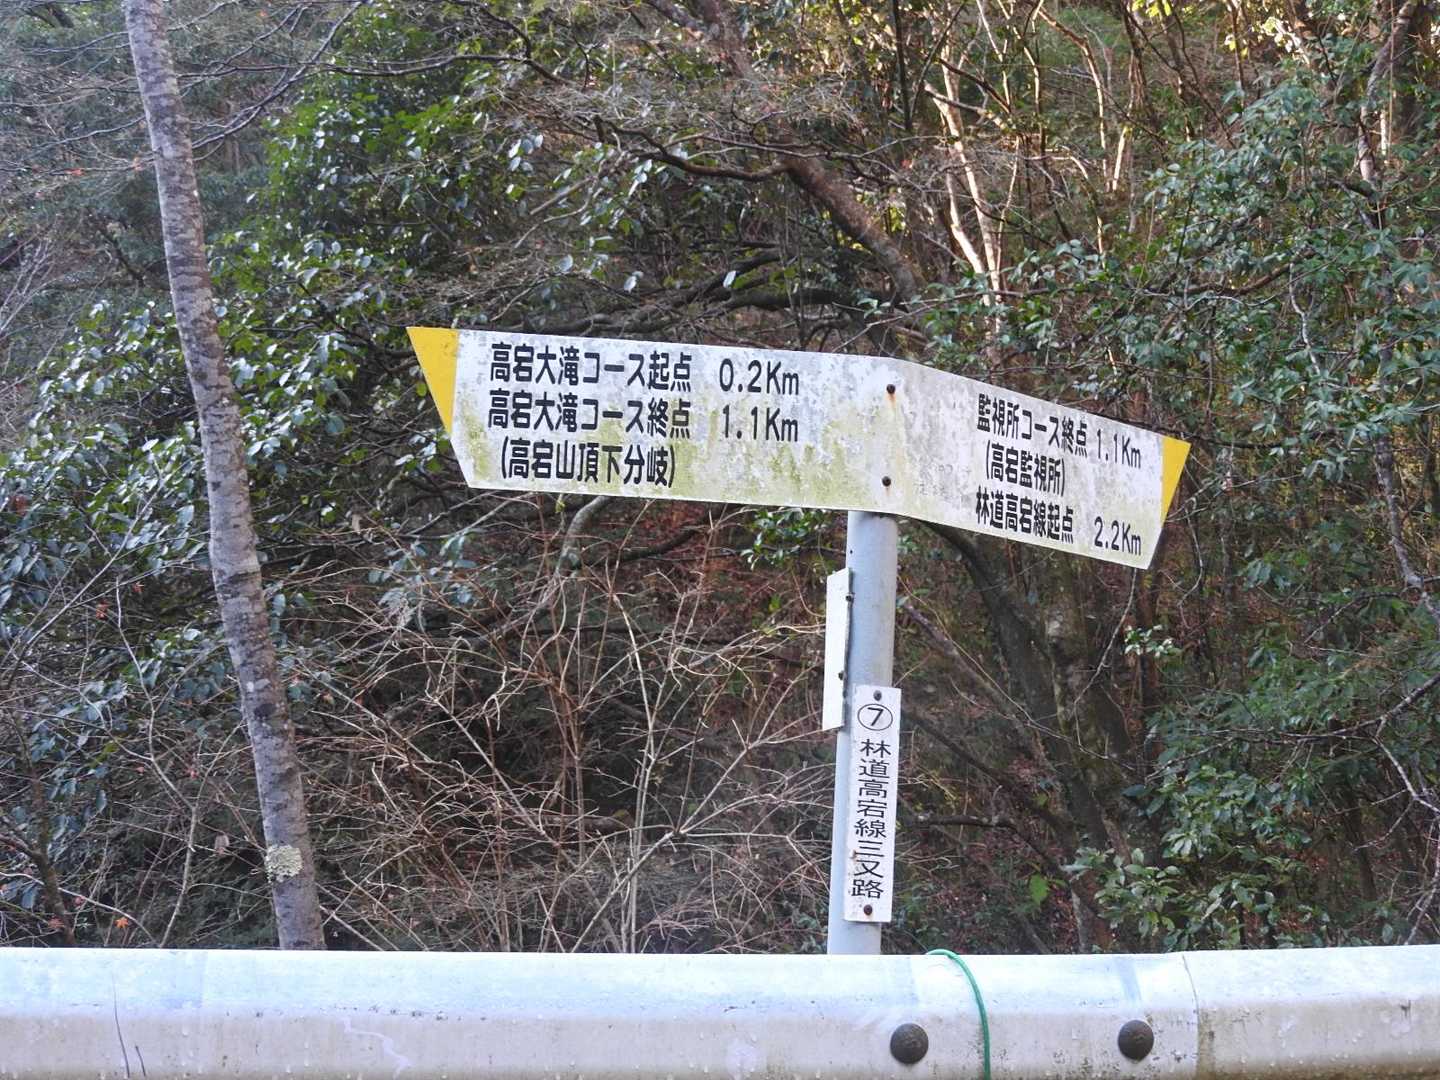 高宕大滝コース起点 0.2Km
高宕大滝コース終点 1.1Km
(高宕山頂下分岐)
監視所コース終点 1.1Km
(高宕監視所)
林道高宕線起点 2.2Km
⑦林道高宕線三叉路